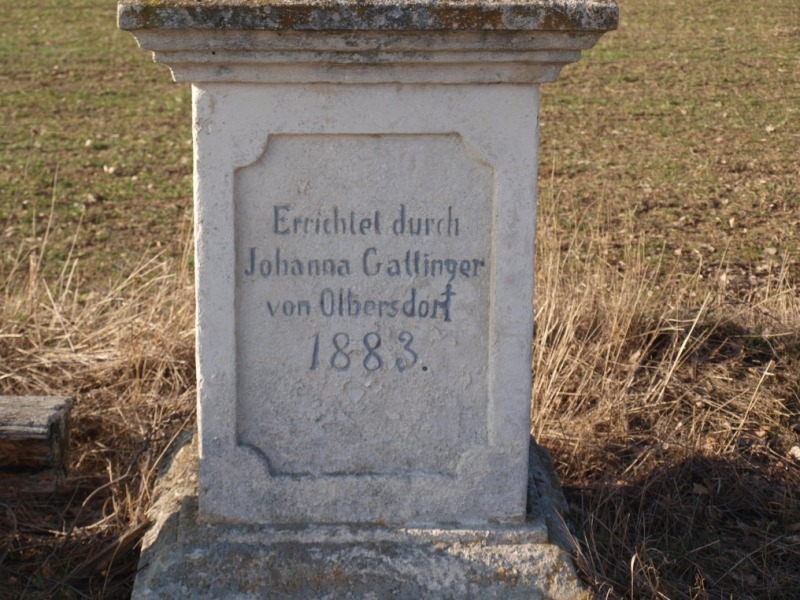 Errichtet durch
Johanna Gattinger
von Olbersdorf
1883.